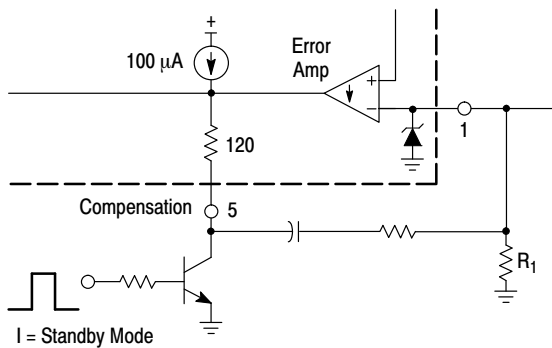 +
100 μA
Error
Amp
+
−
1
120
Compensation
5
R1
I = Standby Mode